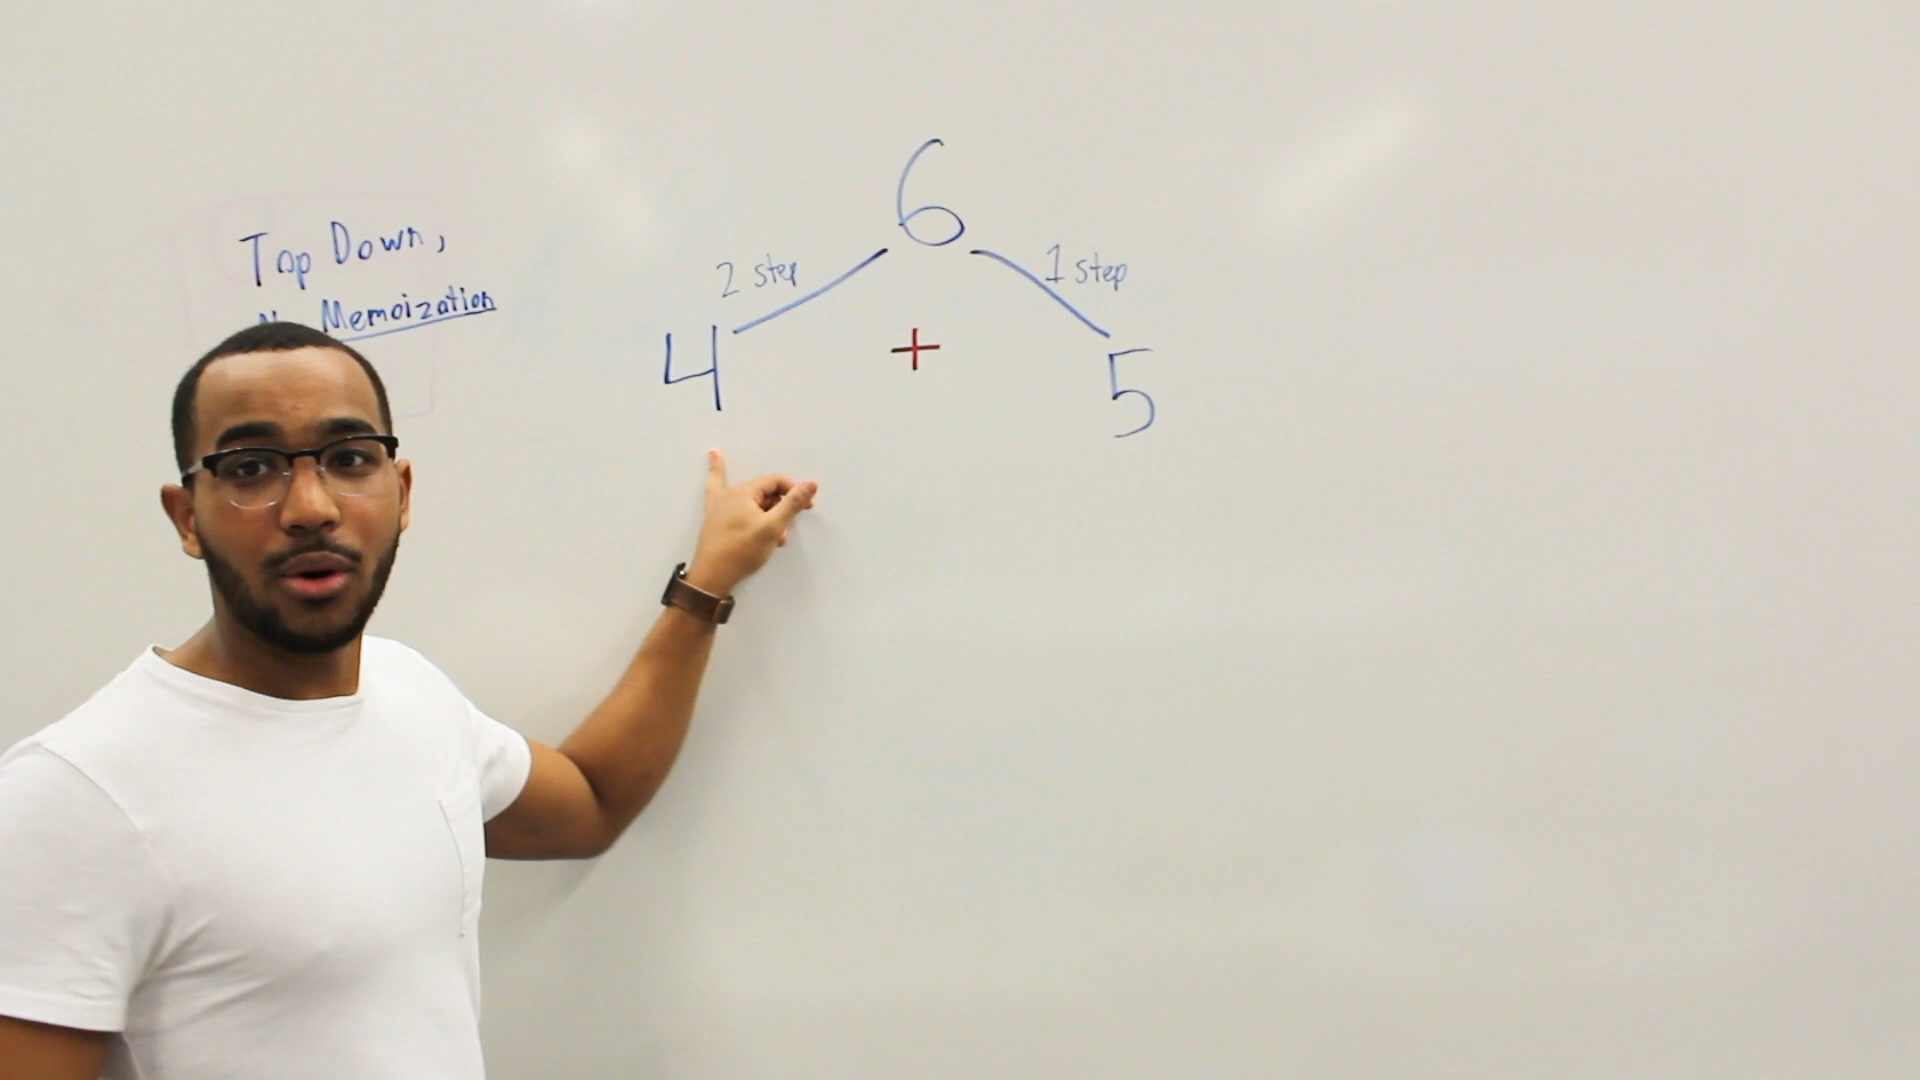 Top Down,
Memoization
6
2 step
1 step
4
+
5